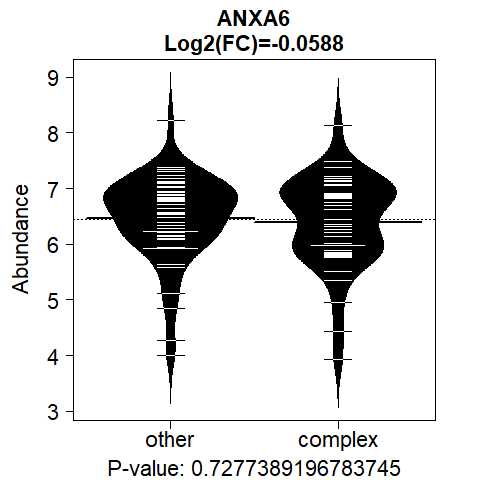 ANXA6
Log2(FC)=-0.0588
Abundance
9
8
7
6
5
4
3
other complex
P-value: 0.7277389196783745